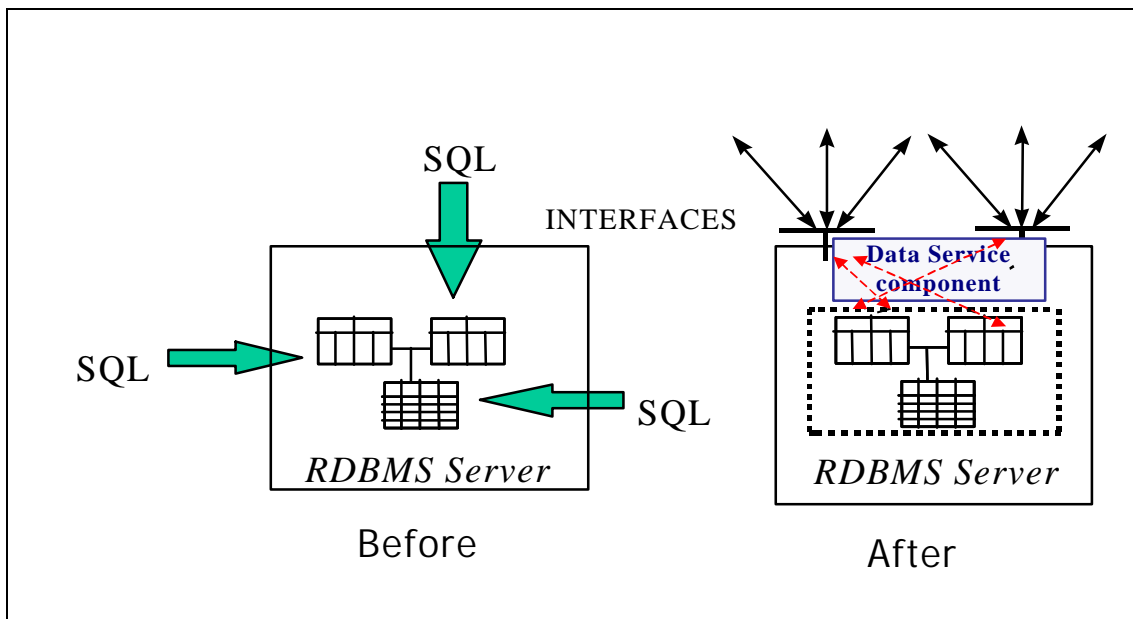 SQL
INTERFACES
SQL
SQL
RDBMS Server
Before
Data Service
component
RDBMS Server
After